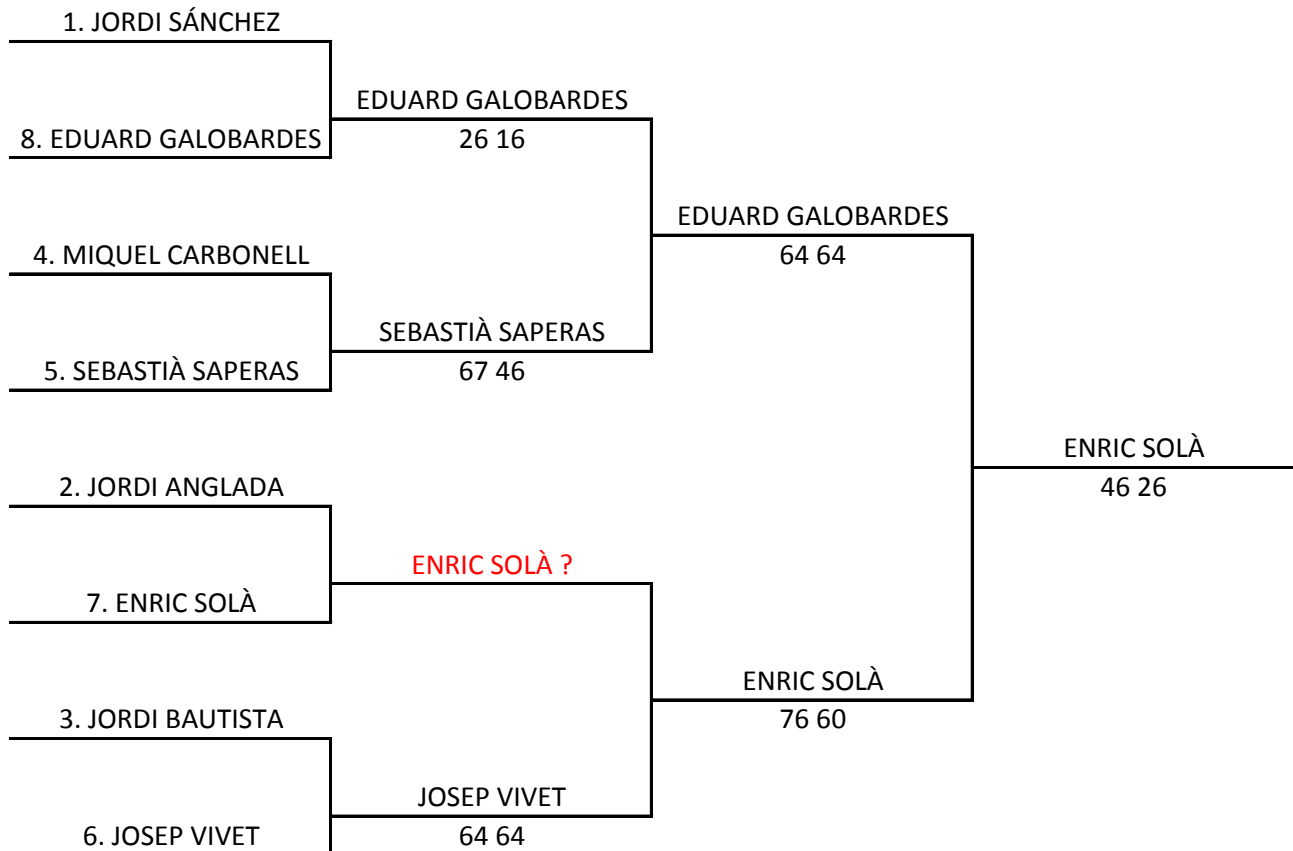 1. JORDI SÁNCHEZ
EDUARD GALOBARDES
8. EDUARD GALOBARDES
26 16
EDUARD GALOBARDES
4. MIQUEL CARBONELL
64 64
SEBASTIÀ SAPERAS
5. SEBASTIÀ SAPERAS
67 46
ENRIC SOLÀ
2. JORDI ANGLADA
46 26
ENRIC SOLÀ ?
7. ENRIC SOLÀ
ENRIC SOLÀ
3. JORDI BAUTISTA
76 60
JOSEP VIVET
6. JOSEP VIVET
64 64